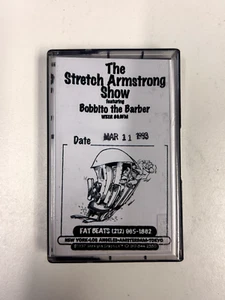 The
Stretch Armstrong
Show
featuring
Bobbito the Barber
WKCR 89.9FM
Date MAR 11 1993
FAT BEATS (212) 965-1882
NEW YORK-LOS ANGELES-AMSTERDAM-TOKYO